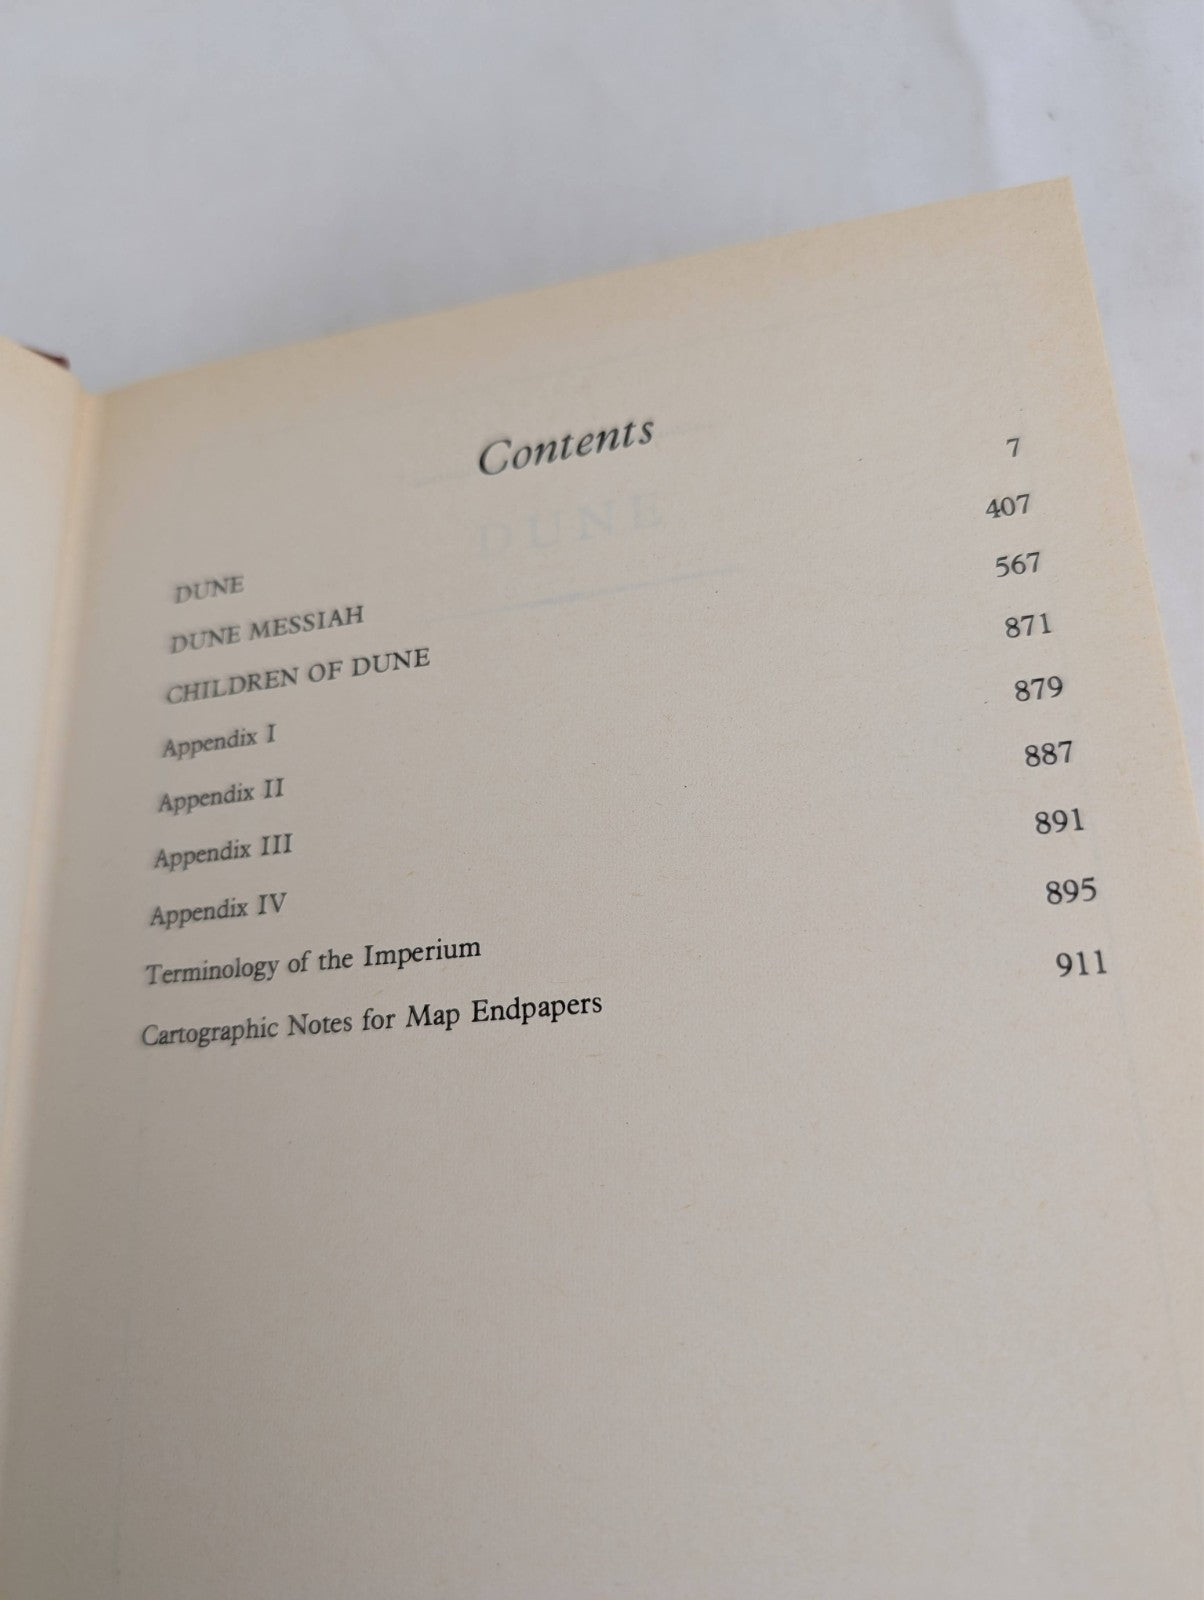 Contents
DUNE 7
DUNE MESSIAH 407
CHILDREN OF DUNE 567
Appendix I 871
Appendix II 879
Appendix III 887
Appendix IV 891
Terminology of the Imperium 895
Cartographic Notes for Map Endpapers 911
DUNE